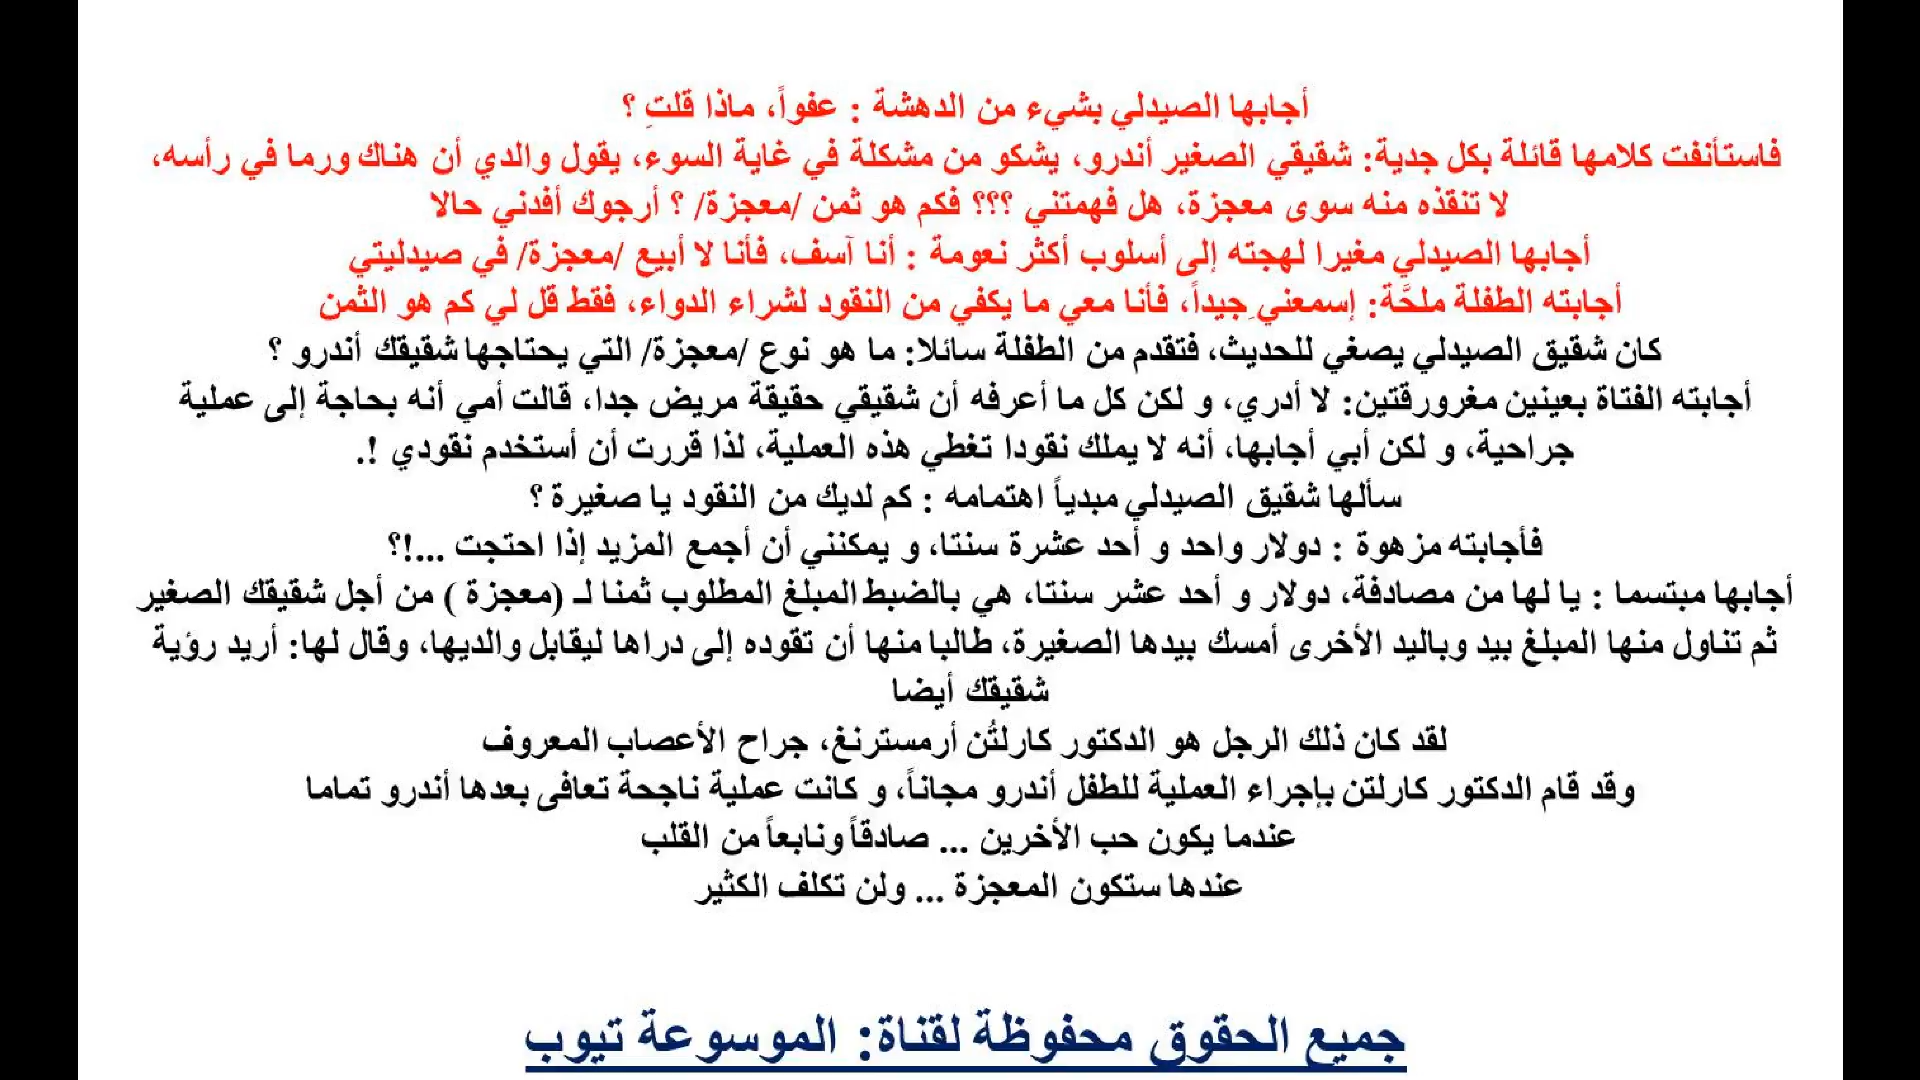 أجابها الصيدلي بشيء من الدهشة : عفواً، ماذا قلتِ ؟
فاستأنفت كلامها قائلة بكل جدية: شقيقي الصغير أندرو، يشكو من مشكلة في غاية السوء، يقول والدي أن هناك ورما في رأسه،
لا تنقذه منه سوى معجزة، هل فهمتني ؟؟؟ فكم هو ثمن /معجزة/ ؟ أرجوك أفدني حالا
أجابها الصيدلي مغيرا لهجته إلى أسلوب أكثر نعومة : أنا آسف، فأنا لا أبيع /معجزة/ في صيدليتي
أجابته الطفلة ملحَّة: إسمعني ِجيداً، فأنا معي ما يكفي من النقود لشراء الدواء، فقط قل لي كم هو الثمن
كان شقيق الصيدلي يصغي للحديث، فتقدم من الطفلة سائلا: ما هو نوع /معجزة/ التي يحتاجها شقيقك أندرو ؟
أجابته الفتاة بعينين مغرورقتين: لا أدري، و لكن كل ما أعرفه أن شقيقي حقيقة مريض جدا، قالت أمي أنه بحاجة إلى عملية
جراحية، و لكن أبي أجابها، أنه لا يملك نقودا تغطي هذه العملية، لذا قررت أن أستخدم نقودي !.
سألها شقيق الصيدلي مبدياً اهتمامه : كم لديك من النقود يا صغيرة ؟
فأجابته مزهوة : دولار واحد و أحد عشرة سنتا، و يمكنني أن أجمع المزيد إذا احتجت ...!؟
أجابها مبتسما : يا لها من مصادفة، دولار و أحد عشر سنتا، هي بالضبط المبلغ المطلوب ثمنا لـ (معجزة ) من أجل شقيقك الصغير
ثم تناول منها المبلغ بيد وباليد الأخرى أمسك بيدها الصغيرة، طالبا منها أن تقوده إلى دراها ليقابل والديها، وقال لها: أريد رؤية
شقيقك أيضا
لقد كان ذلك الرجل هو الدكتور كارلتُن أرمسترنغ، جراح الأعصاب المعروف
وقد قام الدكتور كارلتن بإجراء العملية للطفل أندرو مجاناً، و كانت عملية ناجحة تعافى بعدها أندرو تماما
عندما يكون حب الأخرين ... صادقاً ونابعاً من القلب
عندها ستكون المعجزة ... ولن تكلف الكثير
جميع الحقوق محفوظة لقناة: الموسوعة تيوب